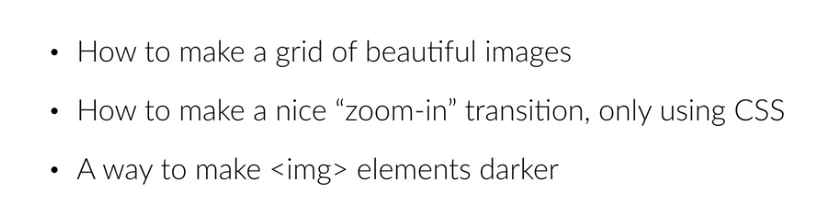 • How to make a grid of beautiful images
• How to make a nice “zoom-in” transition, only using CSS
• A way to make <img> elements darker